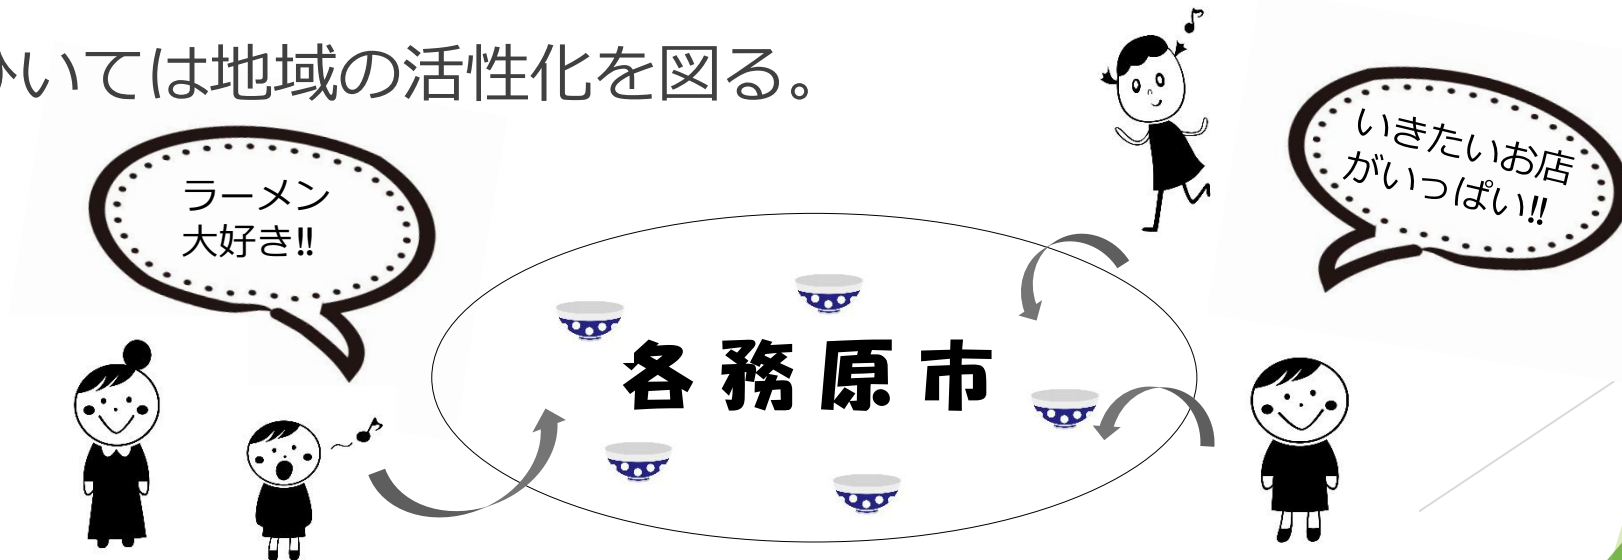 ひいては地域の活性化を図る。
ラーメン
大好き‼
いきたいお店
がいっぱい‼
各務原市